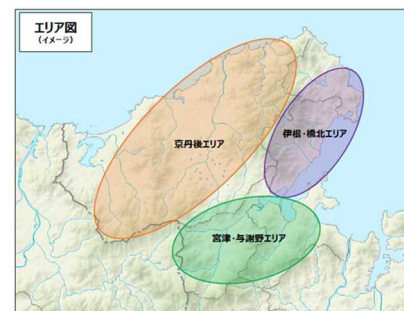 エリア図
(イメージ)
京丹後エリア
伊根・橋北エリア
宮津・与謝野エリア